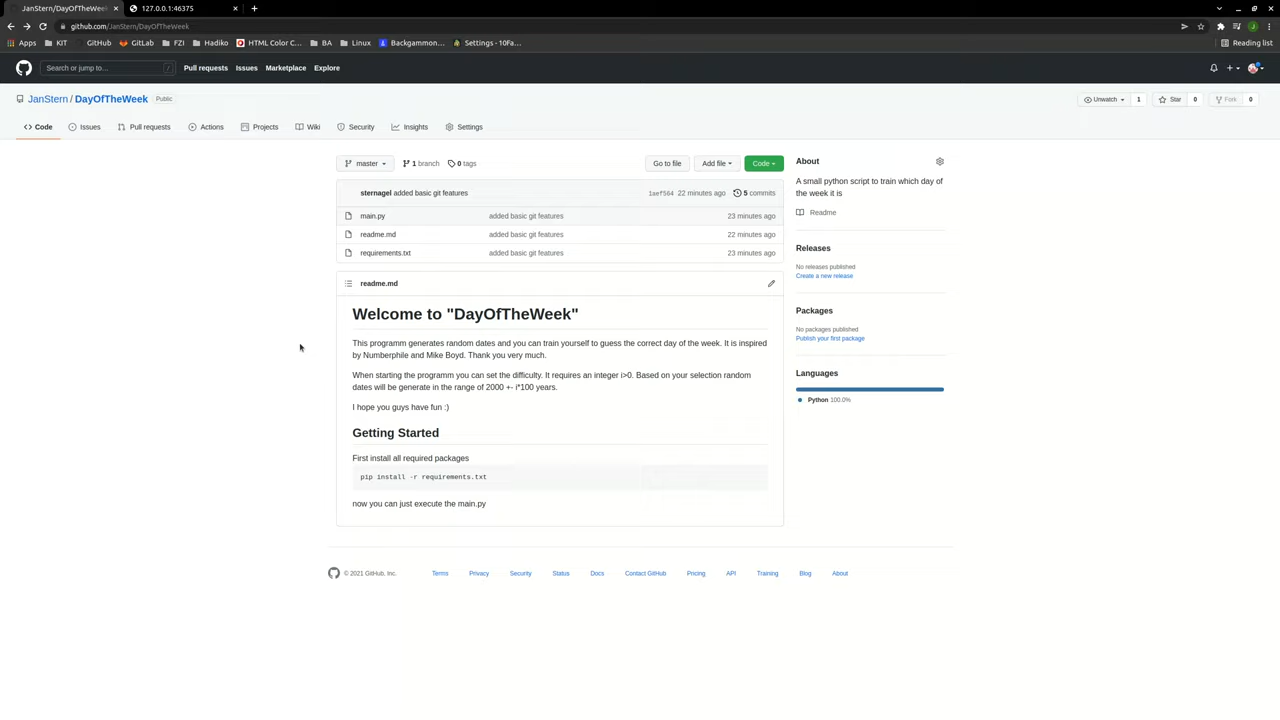 JanStern/DayOfTheWeek
127.0.0.1:46375
github.com/JanStern/DayOfTheWeek
Apps KIT GitHub GitLab FZI Hadiko HTML Color C... BA Linux Backgammon... Settings - 10Fa... Reading list
Search or jump to... / Pull requests Issues Marketplace Explore
JanStern / DayOfTheWeek Public Unwatch 1 Star 0 Fork 0
Code Issues Pull requests Actions Projects Wiki Security Insights Settings
master 1 branch 0 tags Go to file Add file Code
sternagel added basic git features 1aef564 22 minutes ago 5 commits
main.py added basic git features 23 minutes ago
readme.md added basic git features 22 minutes ago
requirements.txt added basic git features 23 minutes ago
readme.md
Welcome to "DayOfTheWeek"
This programm generates random dates and you can train yourself to guess the correct day of the week. It is inspired
by Numberphile and Mike Boyd. Thank you very much.
When starting the programm you can set the difficulty. It requires an integer i>0. Based on your selection random
dates will be generate in the range of 2000 +- i*100 years.
I hope you guys have fun :)
Getting Started
First install all required packages
pip install -r requirements.txt
now you can just execute the main.py
About
A small python script to train which day of
the week it is
Readme
Releases
No releases published
Create a new release
Packages
No packages published
Publish your first package
Languages
Python 100.0%
© 2021 GitHub, Inc. Terms Privacy Security Status Docs Contact GitHub Pricing API Training Blog About